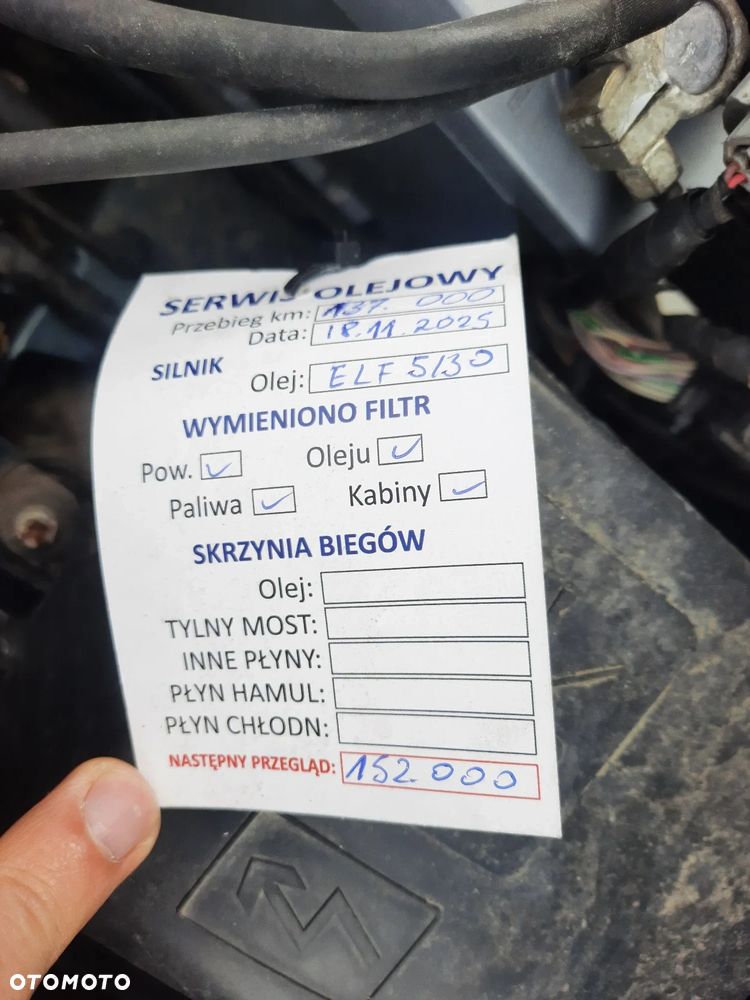 SERWIS OLEJOWY
Przebieg km: 137.000
Data: 18.11.2025
SILNIK Olej: ELF 5/30
WYMIENIONO FILTR
Pow. Oleju
Paliwa Kabiny
SKRZYNIA BIEGÓW
Olej:
TYLNY MOST:
INNE PŁYNY:
PŁYN HAMUL:
PŁYN CHŁODN:
NASTĘPNY PRZEGLĄD: 152.000
OTOMOTO